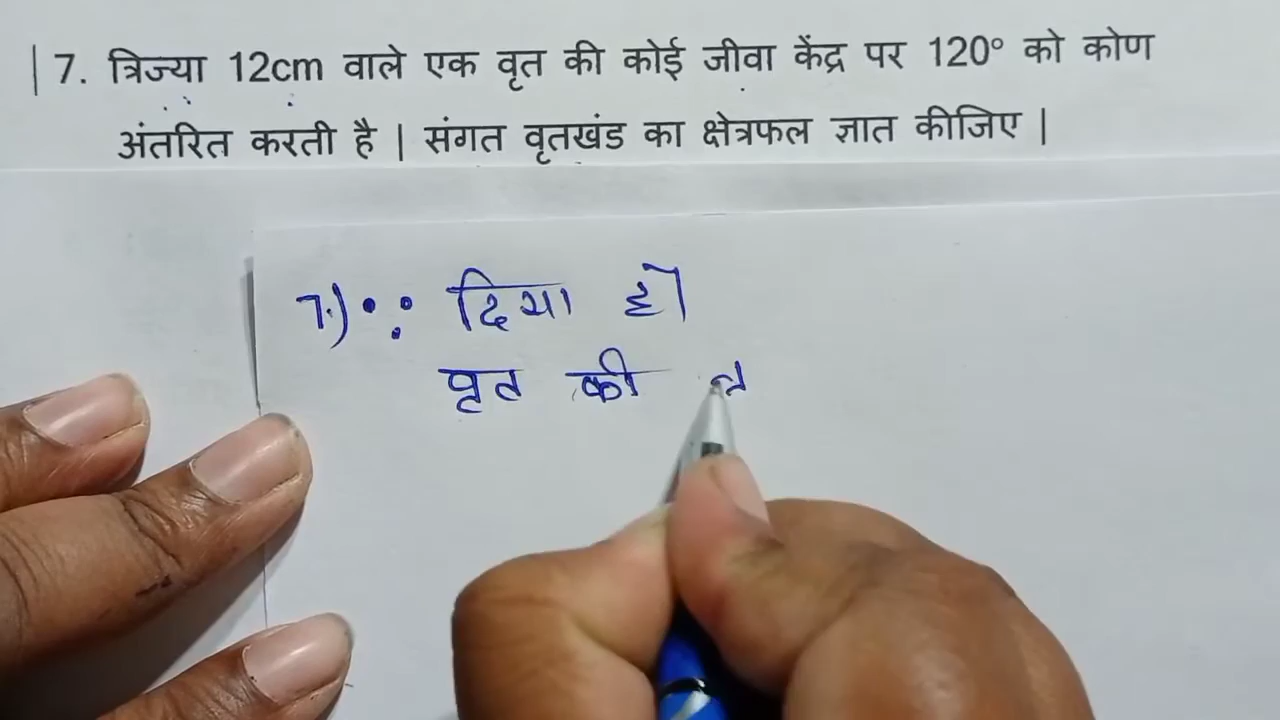 7. त्रिज्या 12cm वाले एक वृत की कोई जीवा केंद्र पर 120° को कोण
अंतरित करती है | संगत वृतखंड का क्षेत्रफल ज्ञात कीजिए |
7.) ∵ दिया है
वृत की